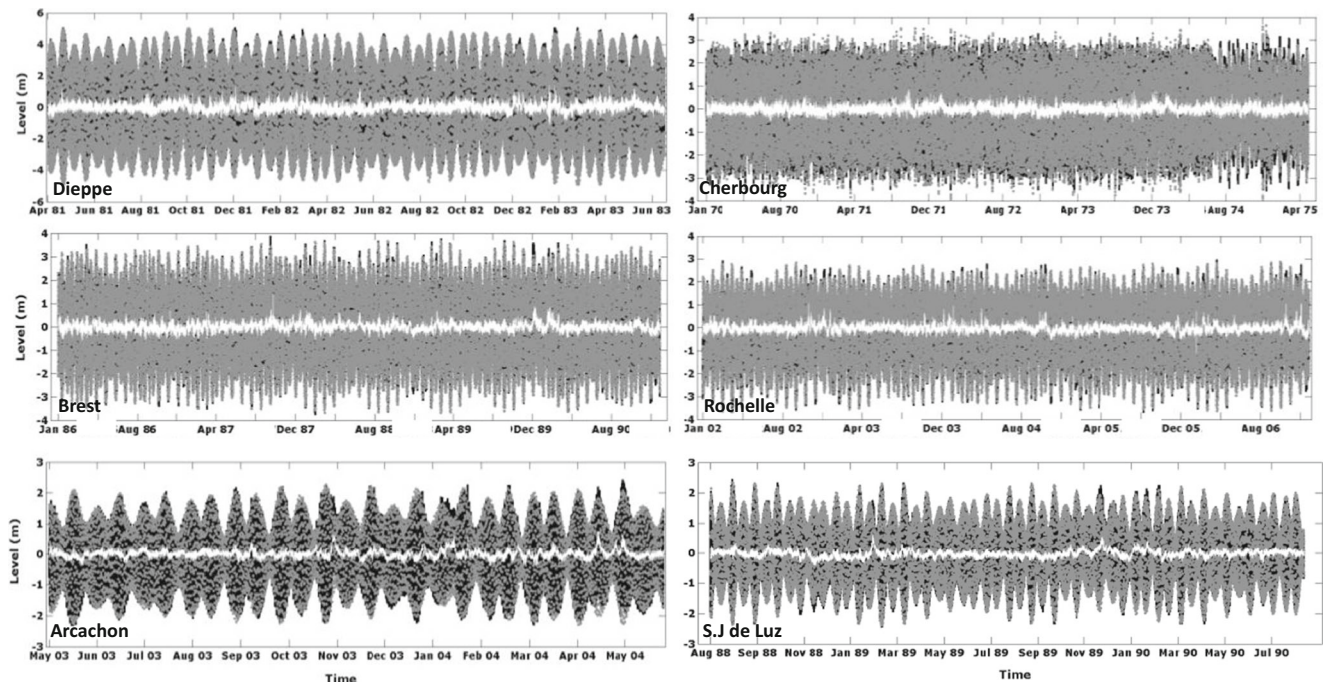 Level (m)
6
4
2
0
-2
-4
-6
Dieppe
Apr 81 Jun 81 Aug 81 Oct 81 Dec 81 Feb 82 Apr 82 Jun 82 Aug 82 Oct 82 Dec 82 Feb 83 Apr 83 Jun 83
4
3
2
1
0
-1
-2
-3
-4
Cherbourg
Jan 70 Aug 70 Apr 71 Dec 71 Aug 72 Apr 73 Dec 73 Aug 74 Apr 75
Level (m)
4
3
2
1
0
-1
-2
-3
-4
Brest
Jan 86 Aug 86 Apr 87 Dec 87 Aug 88 Apr 89 Dec 89 Aug 90
4
3
2
1
0
-1
-2
-3
-4
Rochelle
Jan 02 Aug 02 Apr 03 Dec 03 Aug 04 Apr 05 Dec 05 Aug 06
Level (m)
3
2
1
0
-1
-2
-3
Arcachon
May 03 Jun 03 Jul 03 Aug 03 Sep 03 Oct 03 Nov 03 Dec 03 Jan 04 Feb 04 Mar 04 Apr 04 May 04
Time
3
2
1
0
-1
-2
-3
S.J de Luz
Aug 88 Sep 88 Nov 88 Jan 89 Mar 89 May 89 Jul 89 Sep 89 Nov 89 Jan 90 Mar 90 May 90 Jul 90
Time